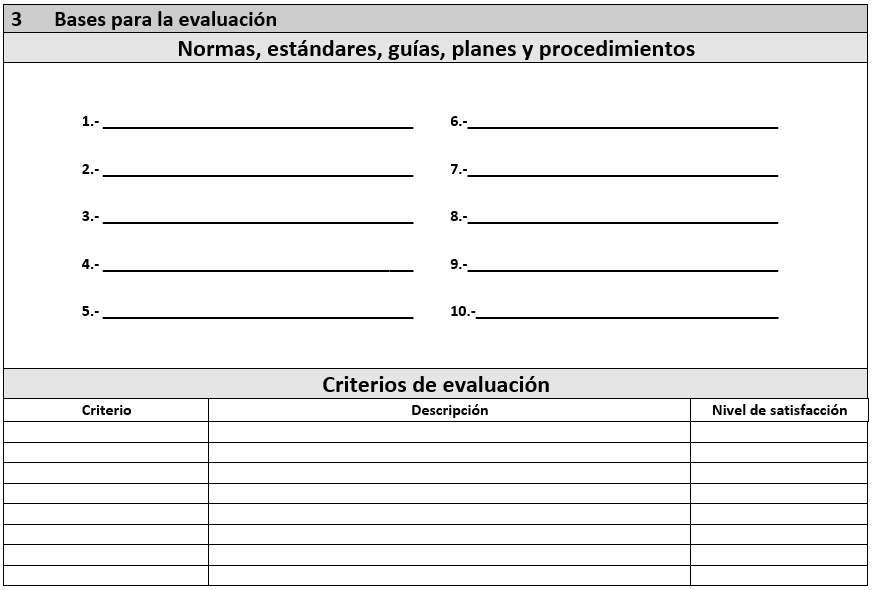 3 Bases para la evaluación
Normas, estándares, guías, planes y procedimientos
1.- ____________________ 6.-____________________
2.- ____________________ 7.-____________________
3.- ____________________ 8.-____________________
4.- ____________________ 9.-____________________
5.- ____________________ 10.-____________________
Criterios de evaluación
Criterio Descripción Nivel de satisfacción